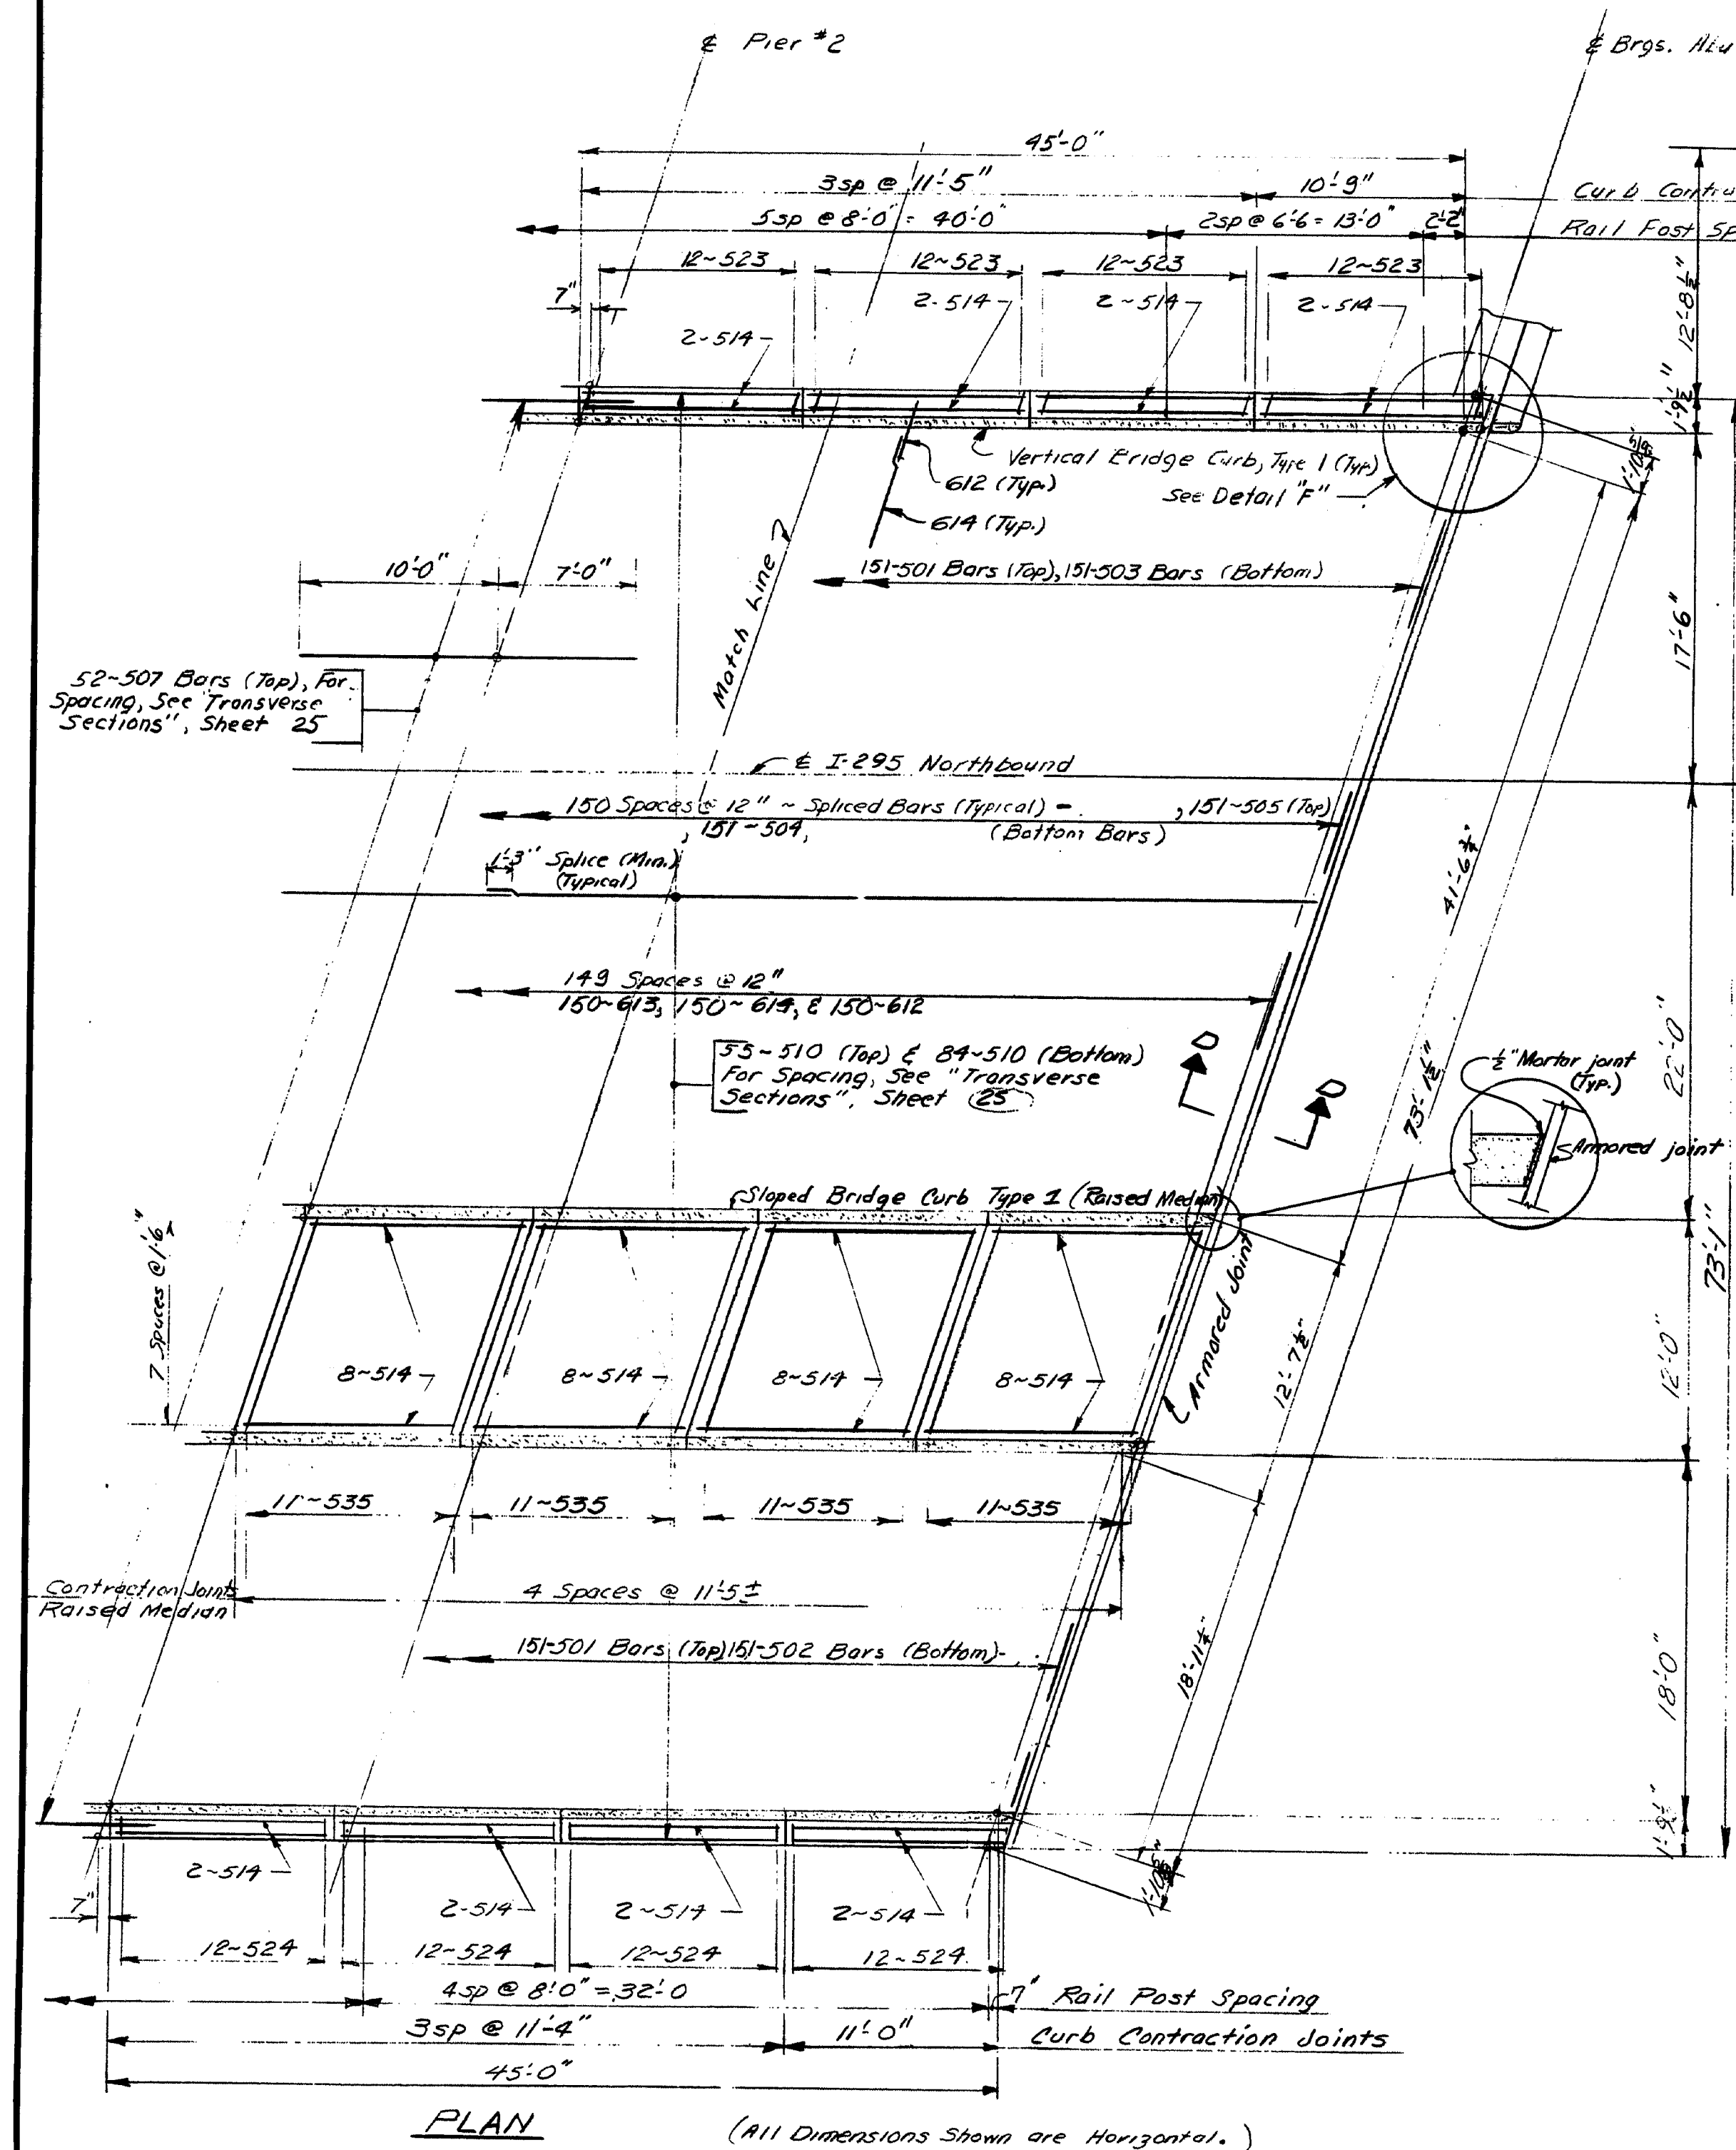 ℄ Pier #2
℄ Brgs.
45'-0"
3sp @ 11'-5"
10'-9"
Curb
5sp @ 8'-0" = 40'-0"
2sp @ 6'-6 = 13'-0"
2'-2"
Rail Post Sp
12~523
12~523
12~523
12~523
7"
2-514
2-514
2~514
2-514
12'-8½"
1'-9½"
Vertical Bridge Curb, Type 1 (Typ)
See Detail "F"
612 (Typ.)
614 (Typ.)
Match Line
10'-0"
7'-0"
151-501 Bars (Top), 151-503 Bars (Bottom)
17'-6"
52~507 Bars (Top), For
Spacing, See "Transverse
Sections", Sheet 25
℄ I-295 Northbound
150 Spaces @ 12" ~ Spliced Bars (Typical) - , 151~505 (Top)
, 151~504, (Bottom Bars)
1'-3" Splice (Min.)
(Typical)
41'-6¾"
149 Spaces @ 12"
150~613, 150~614, & 150~612
55~510 (Top) & 84~510 (Bottom)
For Spacing, See "Transverse
Sections", Sheet 25
D
D
73'-1½"
22'-0"
½" Mortar joint
(Typ.)
Armored joint
73'-1"
Sloped Bridge Curb Type 1 (Raised Median)
7 Spaces @ 1'-6"
Armored Joint
12'-7½"
12'-0"
8~514
8~514
8~514
8~514
11~535
11~535
11~535
11~535
Contraction Joints
Raised Median
4 Spaces @ 11'-5±
151-501 Bars (Top) 151-502 Bars (Bottom)
18'-11¼"
18'-0"
1'-9½"
2~514
2-514
2~514
2~514
7"
12~524
12~524
12~524
12~524
4sp @ 8'-0" = 32'-0
7" Rail Post Spacing
3sp @ 11'-4"
11'-0"
Curb Contraction Joints
45'-0"
PLAN
(All Dimensions Shown are Horizontal.)